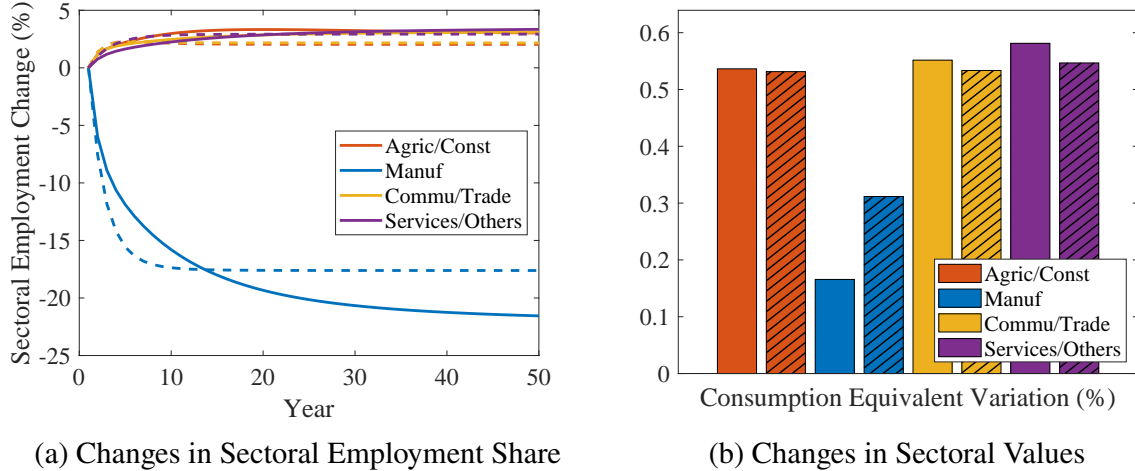 Sectoral Employment Change (%)
5
0
-5
-10
-15
-20
-25
Agric/Const
Manuf
Commu/Trade
Services/Others
0
10
20
30
40
50
Year
(a) Changes in Sectoral Employment Share
0.6
0.5
0.4
0.3
0.2
0.1
0
Agric/Const
Manuf
Commu/Trade
Services/Others
Consumption Equivalent Variation (%)
(b) Changes in Sectoral Values